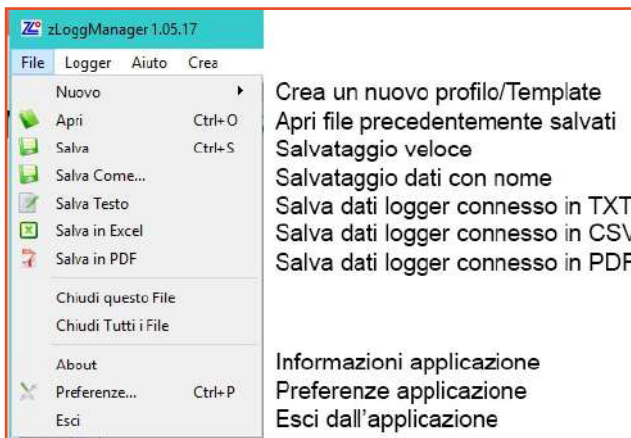 zLoggManager 1.05.17
File Logger Aiuto Crea
Nuovo Crea un nuovo profilo/Template
Apri Ctrl+O Apri file precedentemente salvati
Salva Ctrl+S Salvataggio veloce
Salva Come... Salvataggio dati con nome
Salva Testo Salva dati logger connesso in TXT
Salva in Excel Salva dati logger connesso in CSV
Salva in PDF Salva dati logger connesso in PDF
Chiudi questo File
Chiudi Tutti i File
About Informazioni applicazione
Preferenze... Ctrl+P Preferenze applicazione
Esci Esci dall'applicazione